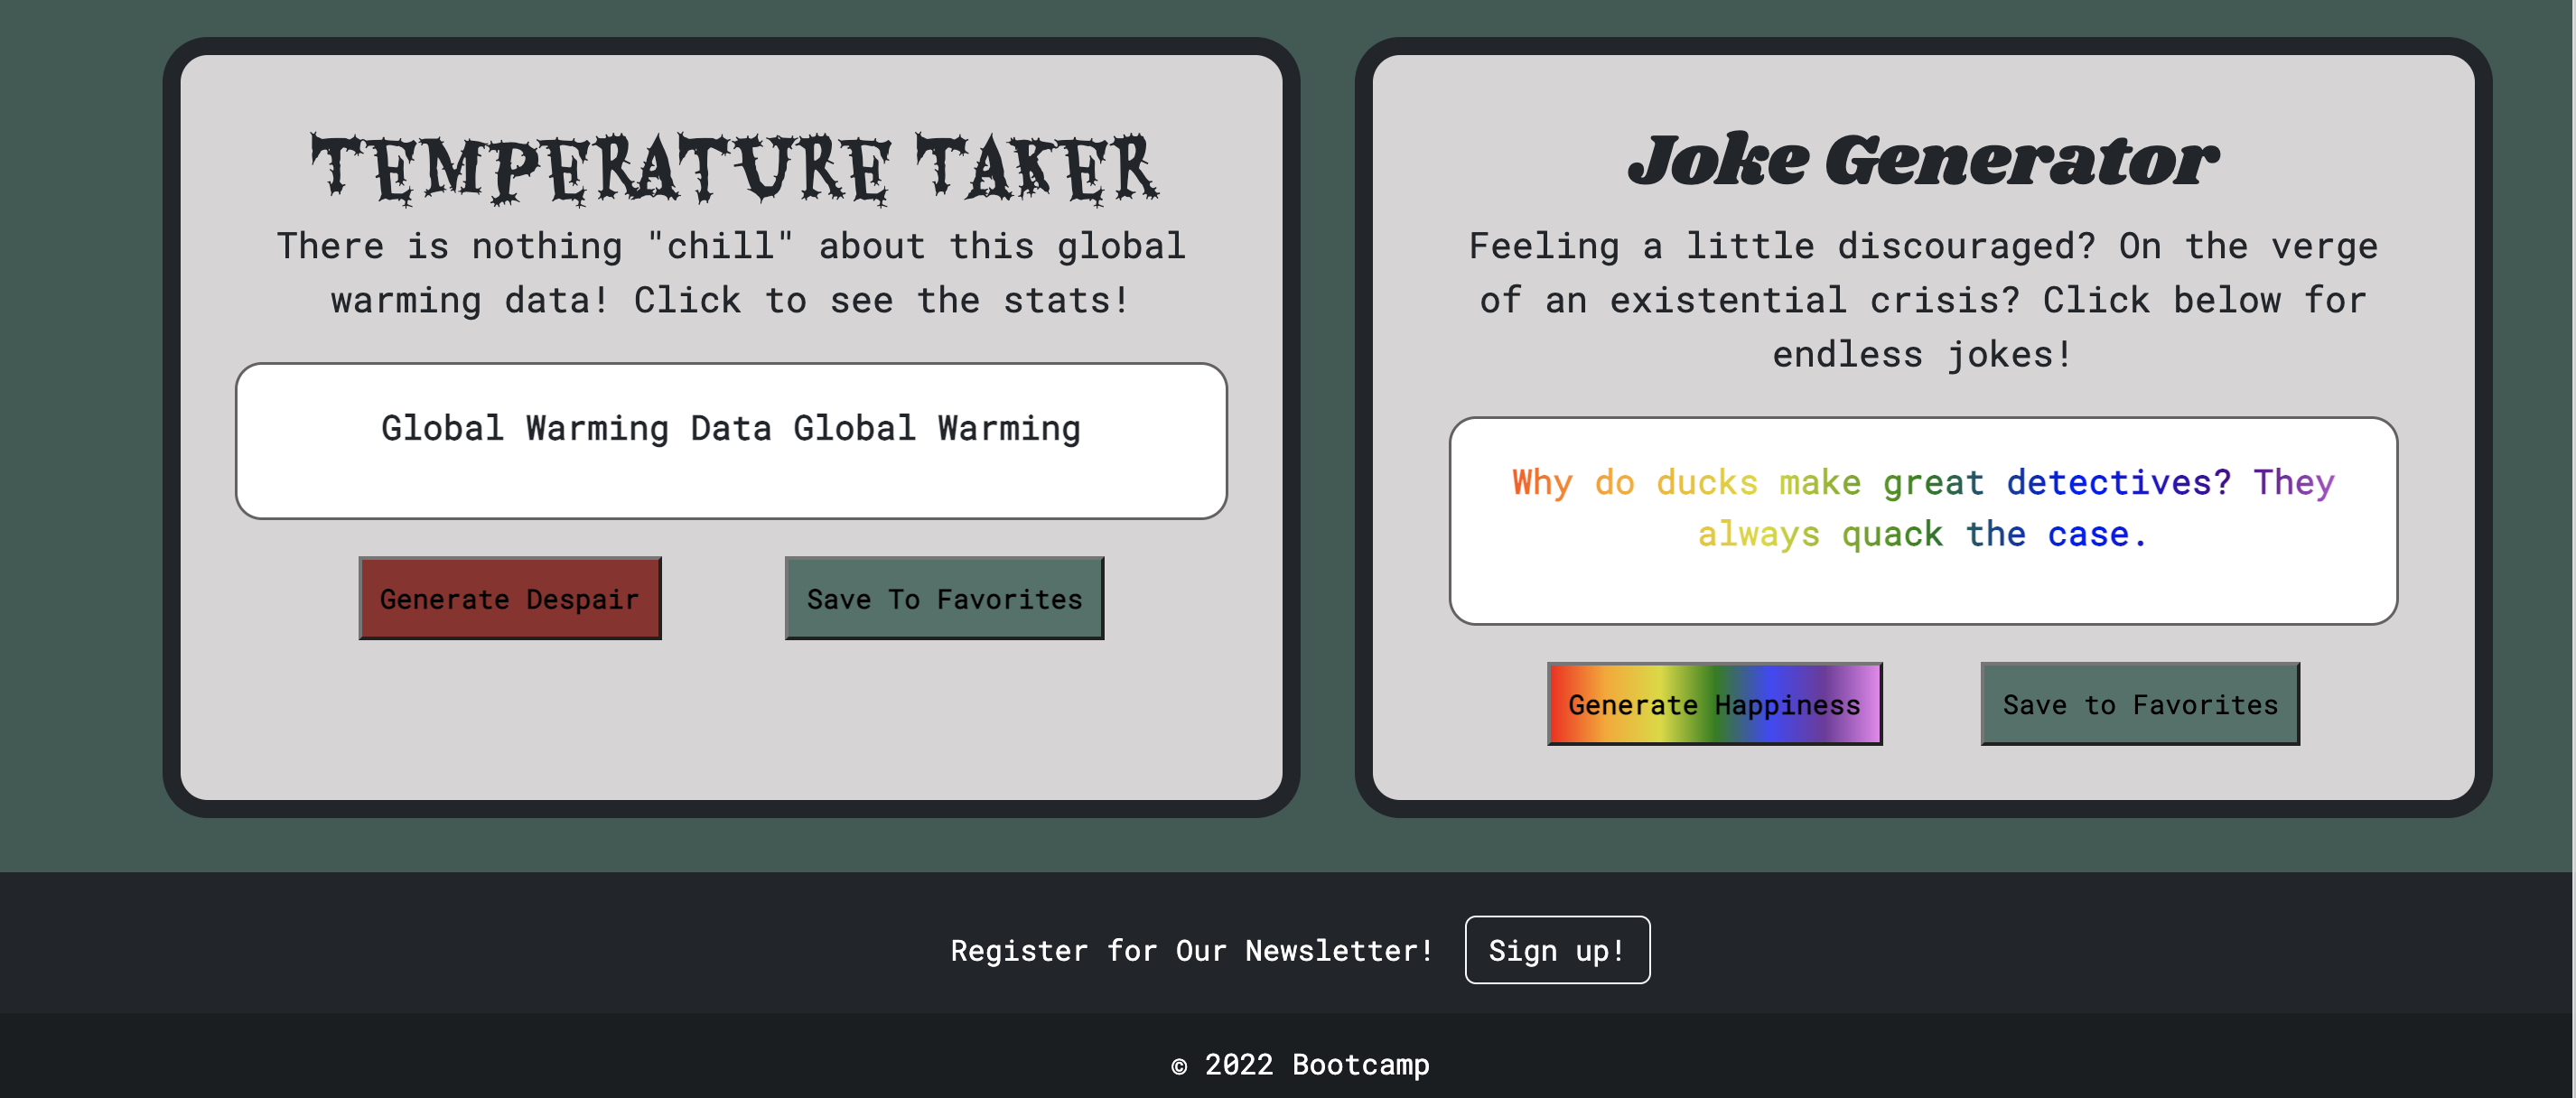 TEMPERATURE TAKER
There is nothing "chill" about this global
warming data! Click to see the stats!
Global Warming Data Global Warming
Generate Despair
Save To Favorites
Joke Generator
Feeling a little discouraged? On the verge
of an existential crisis? Click below for
endless jokes!
Why do ducks make great detectives? They
always quack the case.
Generate Happiness
Save to Favorites
Register for Our Newsletter!
Sign up!
© 2022 Bootcamp